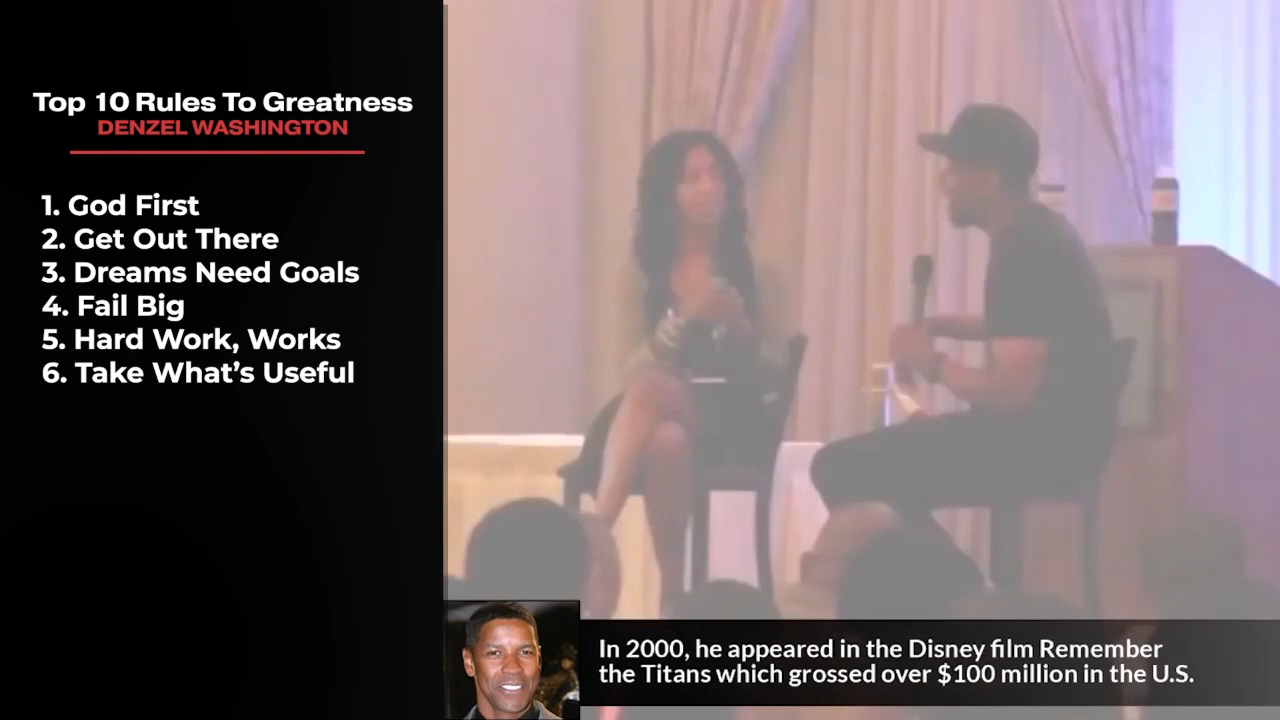 Top 10 Rules To Greatness
DENZEL WASHINGTON
1. God First
2. Get Out There
3. Dreams Need Goals
4. Fail Big
5. Hard Work, Works
6. Take What’s Useful
In 2000, he appeared in the Disney film Remember
the Titans which grossed over $100 million in the U.S.